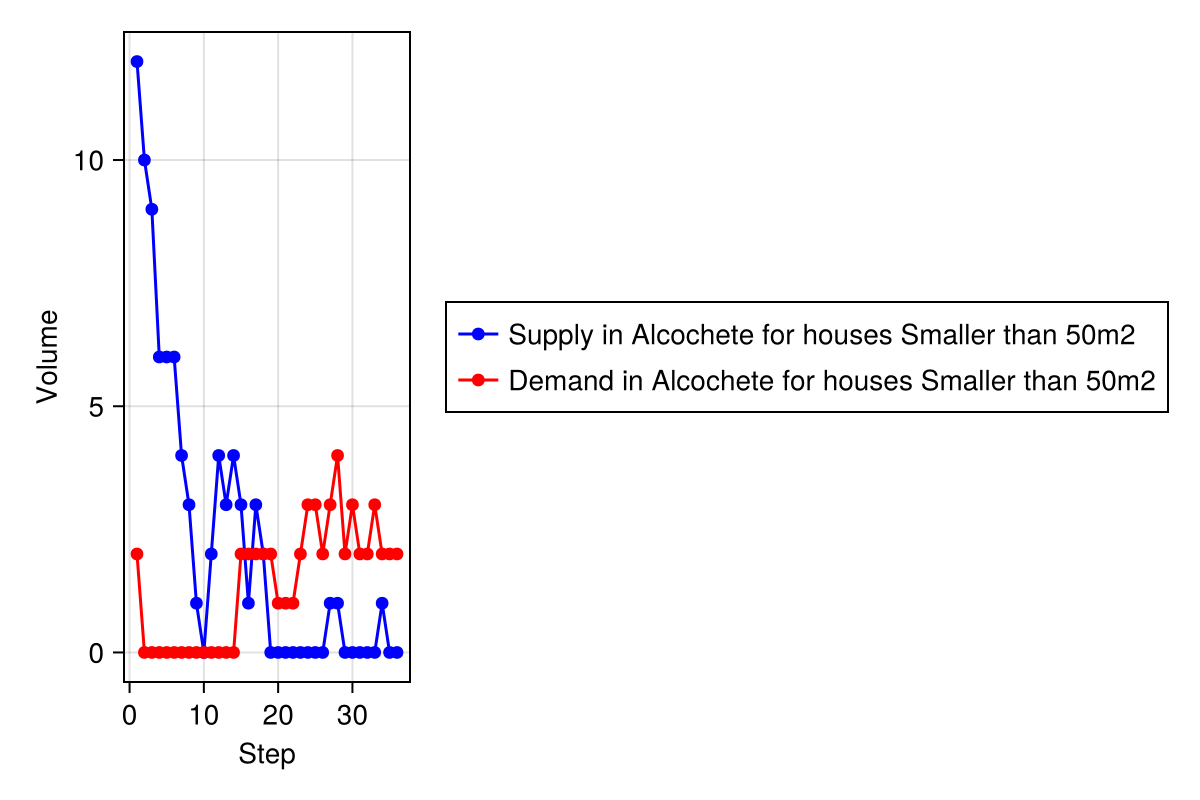 Volume
10
5
0
0 10 20 30
Step
Supply in Alcochete for houses Smaller than 50m2
Demand in Alcochete for houses Smaller than 50m2